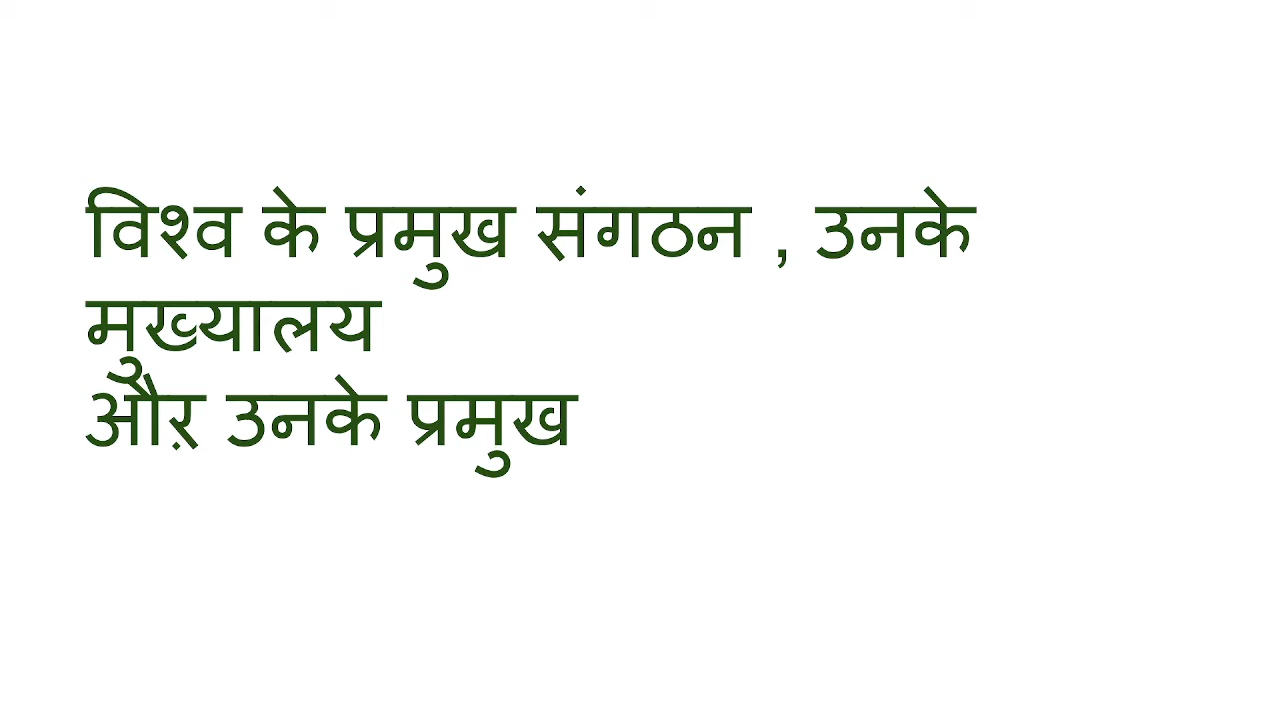 विश्व के प्रमुख संगठन , उनके
मुख्यालय
औऱ उनके प्रमुख